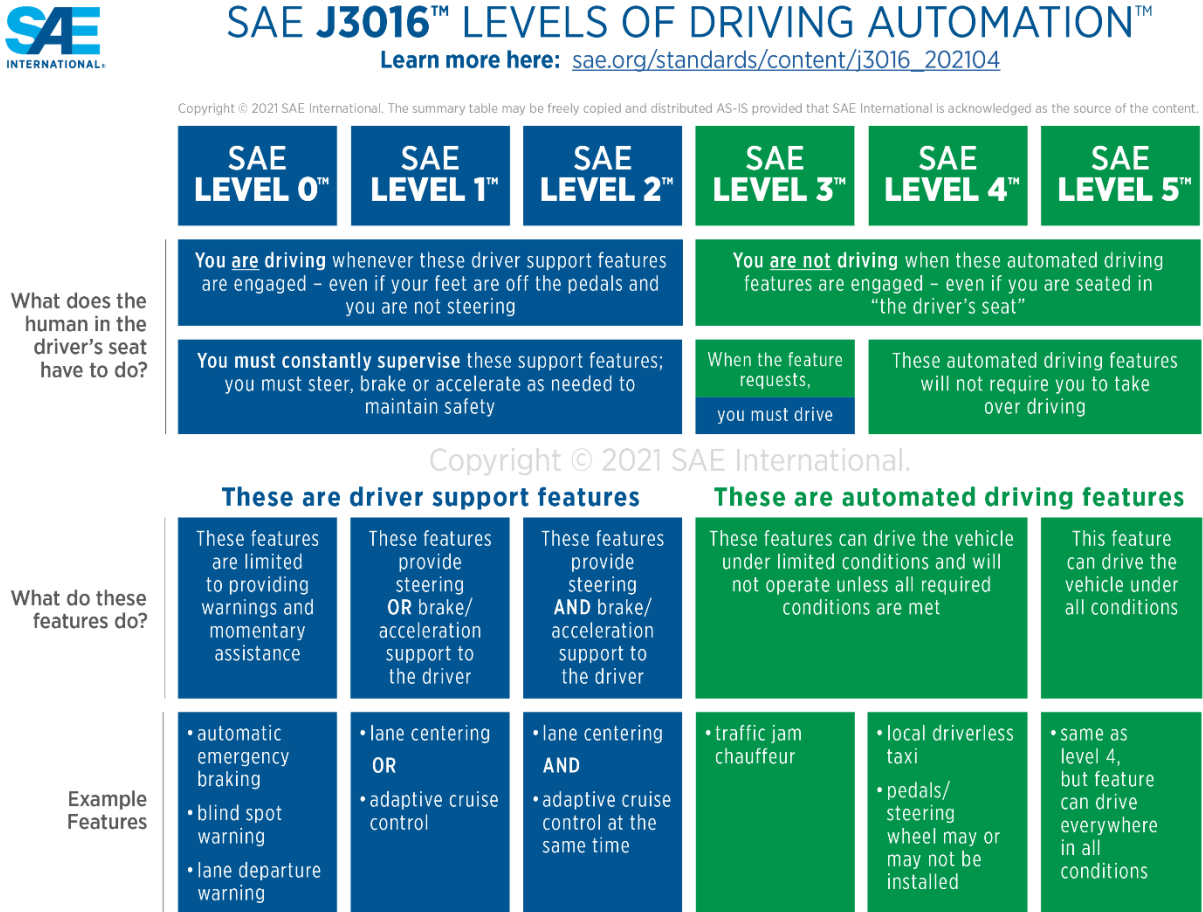 SAE
INTERNATIONAL®
SAE J3016™ LEVELS OF DRIVING AUTOMATION™
Learn more here: sae.org/standards/content/j3016_202104
Copyright © 2021 SAE International. The summary table may be freely copied and distributed AS-IS provided that SAE International is acknowledged as the source of the content.
SAE
LEVEL 0™
SAE
LEVEL 1™
SAE
LEVEL 2™
SAE
LEVEL 3™
SAE
LEVEL 4™
SAE
LEVEL 5™
What does the
human in the
driver's seat
have to do?
You are driving whenever these driver support features
are engaged – even if your feet are off the pedals and
you are not steering
You are not driving when these automated driving
features are engaged – even if you are seated in
“the driver's seat”
You must constantly supervise these support features;
you must steer, brake or accelerate as needed to
maintain safety
When the feature
requests,
you must drive
These automated driving features
will not require you to take
over driving
Copyright © 2021 SAE International.
These are driver support features
These are automated driving features
What do these
features do?
These features
are limited
to providing
warnings and
momentary
assistance
These features
provide
steering
OR brake/
acceleration
support to
the driver
These features
provide
steering
AND brake/
acceleration
support to
the driver
These features can drive the vehicle
under limited conditions and will
not operate unless all required
conditions are met
This feature
can drive the
vehicle under
all conditions
Example
Features
• automatic
emergency
braking
• blind spot
warning
• lane departure
warning
• lane centering
OR
• adaptive cruise
control
• lane centering
AND
• adaptive cruise
control at the
same time
• traffic jam
chauffeur
• local driverless
taxi
• pedals/
steering
wheel may or
may not be
installed
• same as
level 4,
but feature
can drive
everywhere
in all
conditions